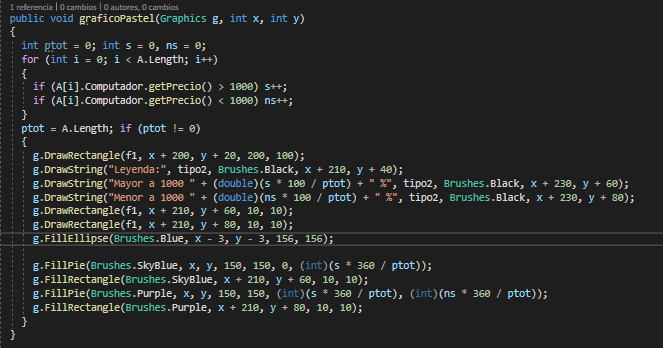 1 referencia | 0 cambios | 0 autores, 0 cambios
public void graficoPastel(Graphics g, int x, int y)
{
int ptot = 0; int s = 0, ns = 0;
for (int i = 0; i < A.Length; i++)
{
if (A[i].Computador.getPrecio() > 1000) s++;
if (A[i].Computador.getPrecio() < 1000) ns++;
}
ptot = A.Length; if (ptot != 0)
{
g.DrawRectangle(f1, x + 200, y + 20, 200, 100);
g.DrawString("Leyenda:", tipo2, Brushes.Black, x + 210, y + 40);
g.DrawString("Mayor a 1000 " + (double)(s * 100 / ptot) + " %", tipo2, Brushes.Black, x + 230, y + 60);
g.DrawString("Menor a 1000 " + (double)(ns * 100 / ptot) + " %", tipo2, Brushes.Black, x + 230, y + 80);
g.DrawRectangle(f1, x + 210, y + 60, 10, 10);
g.DrawRectangle(f1, x + 210, y + 80, 10, 10);
g.FillEllipse(Brushes.Blue, x - 3, y - 3, 156, 156);
g.FillPie(Brushes.SkyBlue, x, y, 150, 150, 0, (int)(s * 360 / ptot));
g.FillRectangle(Brushes.SkyBlue, x + 210, y + 60, 10, 10);
g.FillPie(Brushes.Purple, x, y, 150, 150, (int)(s * 360 / ptot), (int)(ns * 360 / ptot));
g.FillRectangle(Brushes.Purple, x + 210, y + 80, 10, 10);
}
}